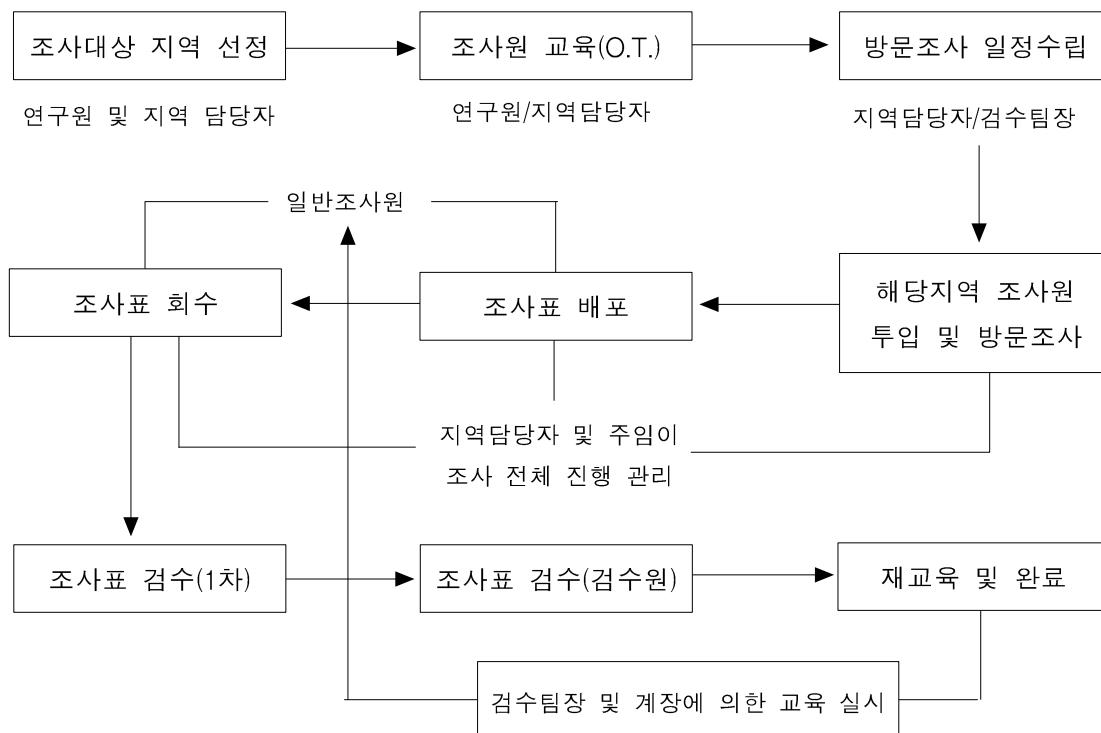 조사대상 지역 선정
조사원 교육(O.T.)
방문조사 일정수립
연구원 및 지역 담당자
연구원/지역담당자
지역담당자/검수팀장
일반조사원
조사표 회수
조사표 배포
해당지역 조사원
투입 및 방문조사
지역담당자 및 주임이
조사 전체 진행 관리
조사표 검수(1차)
조사표 검수(검수원)
재교육 및 완료
검수팀장 및 계장에 의한 교육 실시